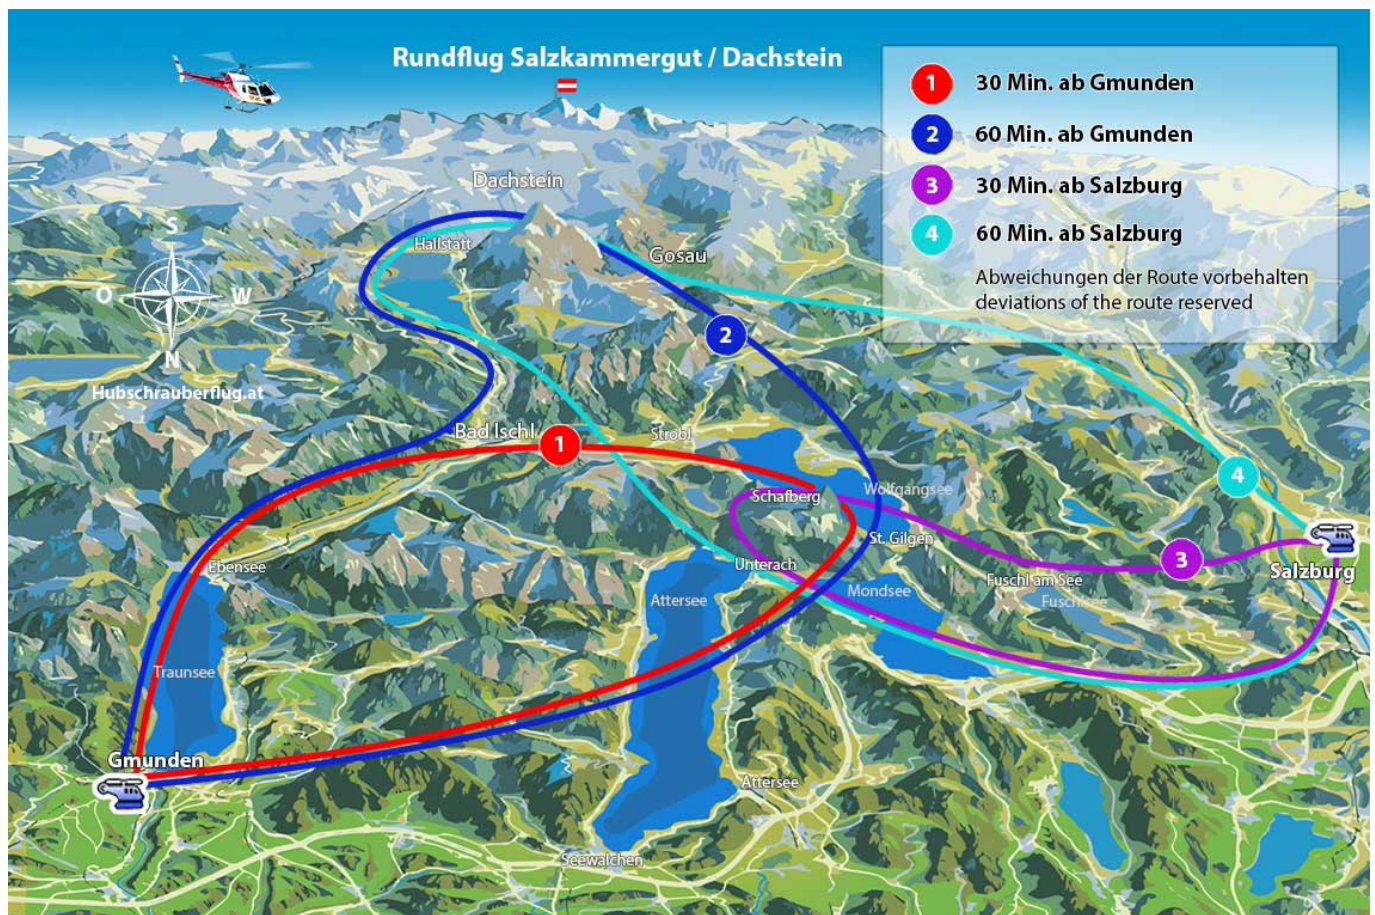 Rundflug Salzkammergut / Dachstein
1 30 Min. ab Gmunden
2 60 Min. ab Gmunden
3 30 Min. ab Salzburg
4 60 Min. ab Salzburg
Abweichungen der Route vorbehalten
deviations of the route reserved
Dachstein
S
Hallstatt
Gosau
O
W
2
N
Hubschrauberflug.at
Bad Ischl
1
Strobl
4
Schafberg
Wolfgangsee
St. Gilgen
3
Ebensee
Unterach
Salzburg
Fuschl am See
Mondsee
Attersee
Fuschlsee
Traunsee
Gmunden
Attersee
Seewalchen